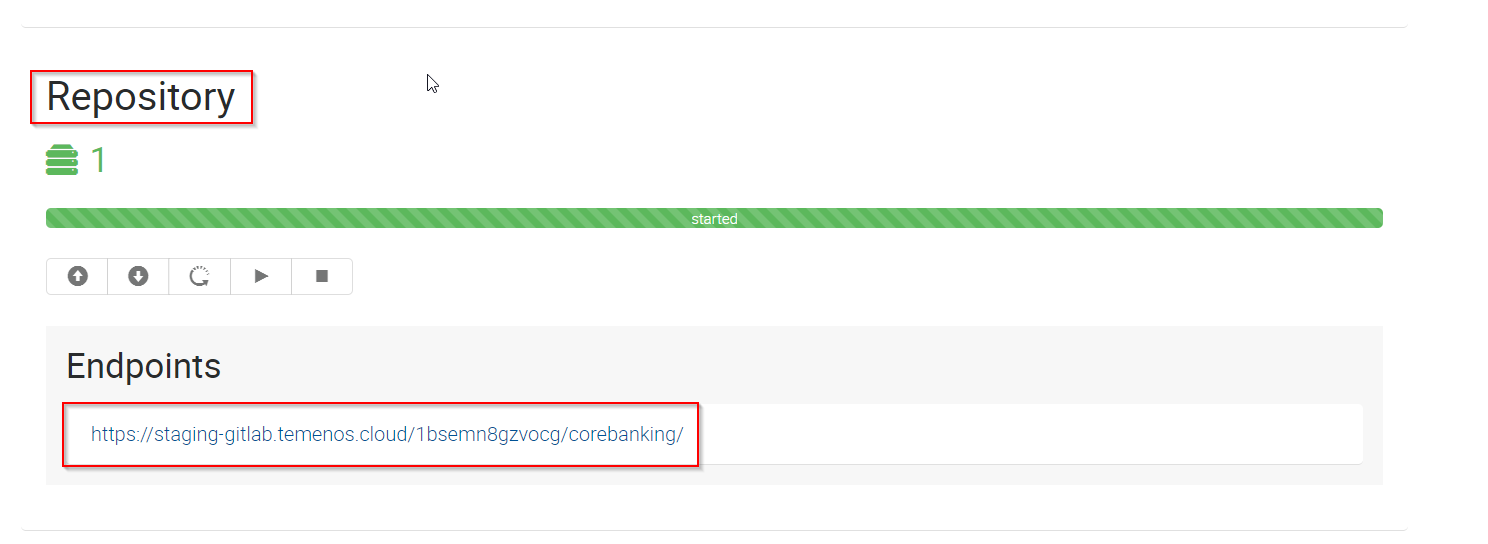 Repository
1
started
Endpoints
https://staging-gitlab.temenos.cloud/1bsemn8gzvocg/corebanking/